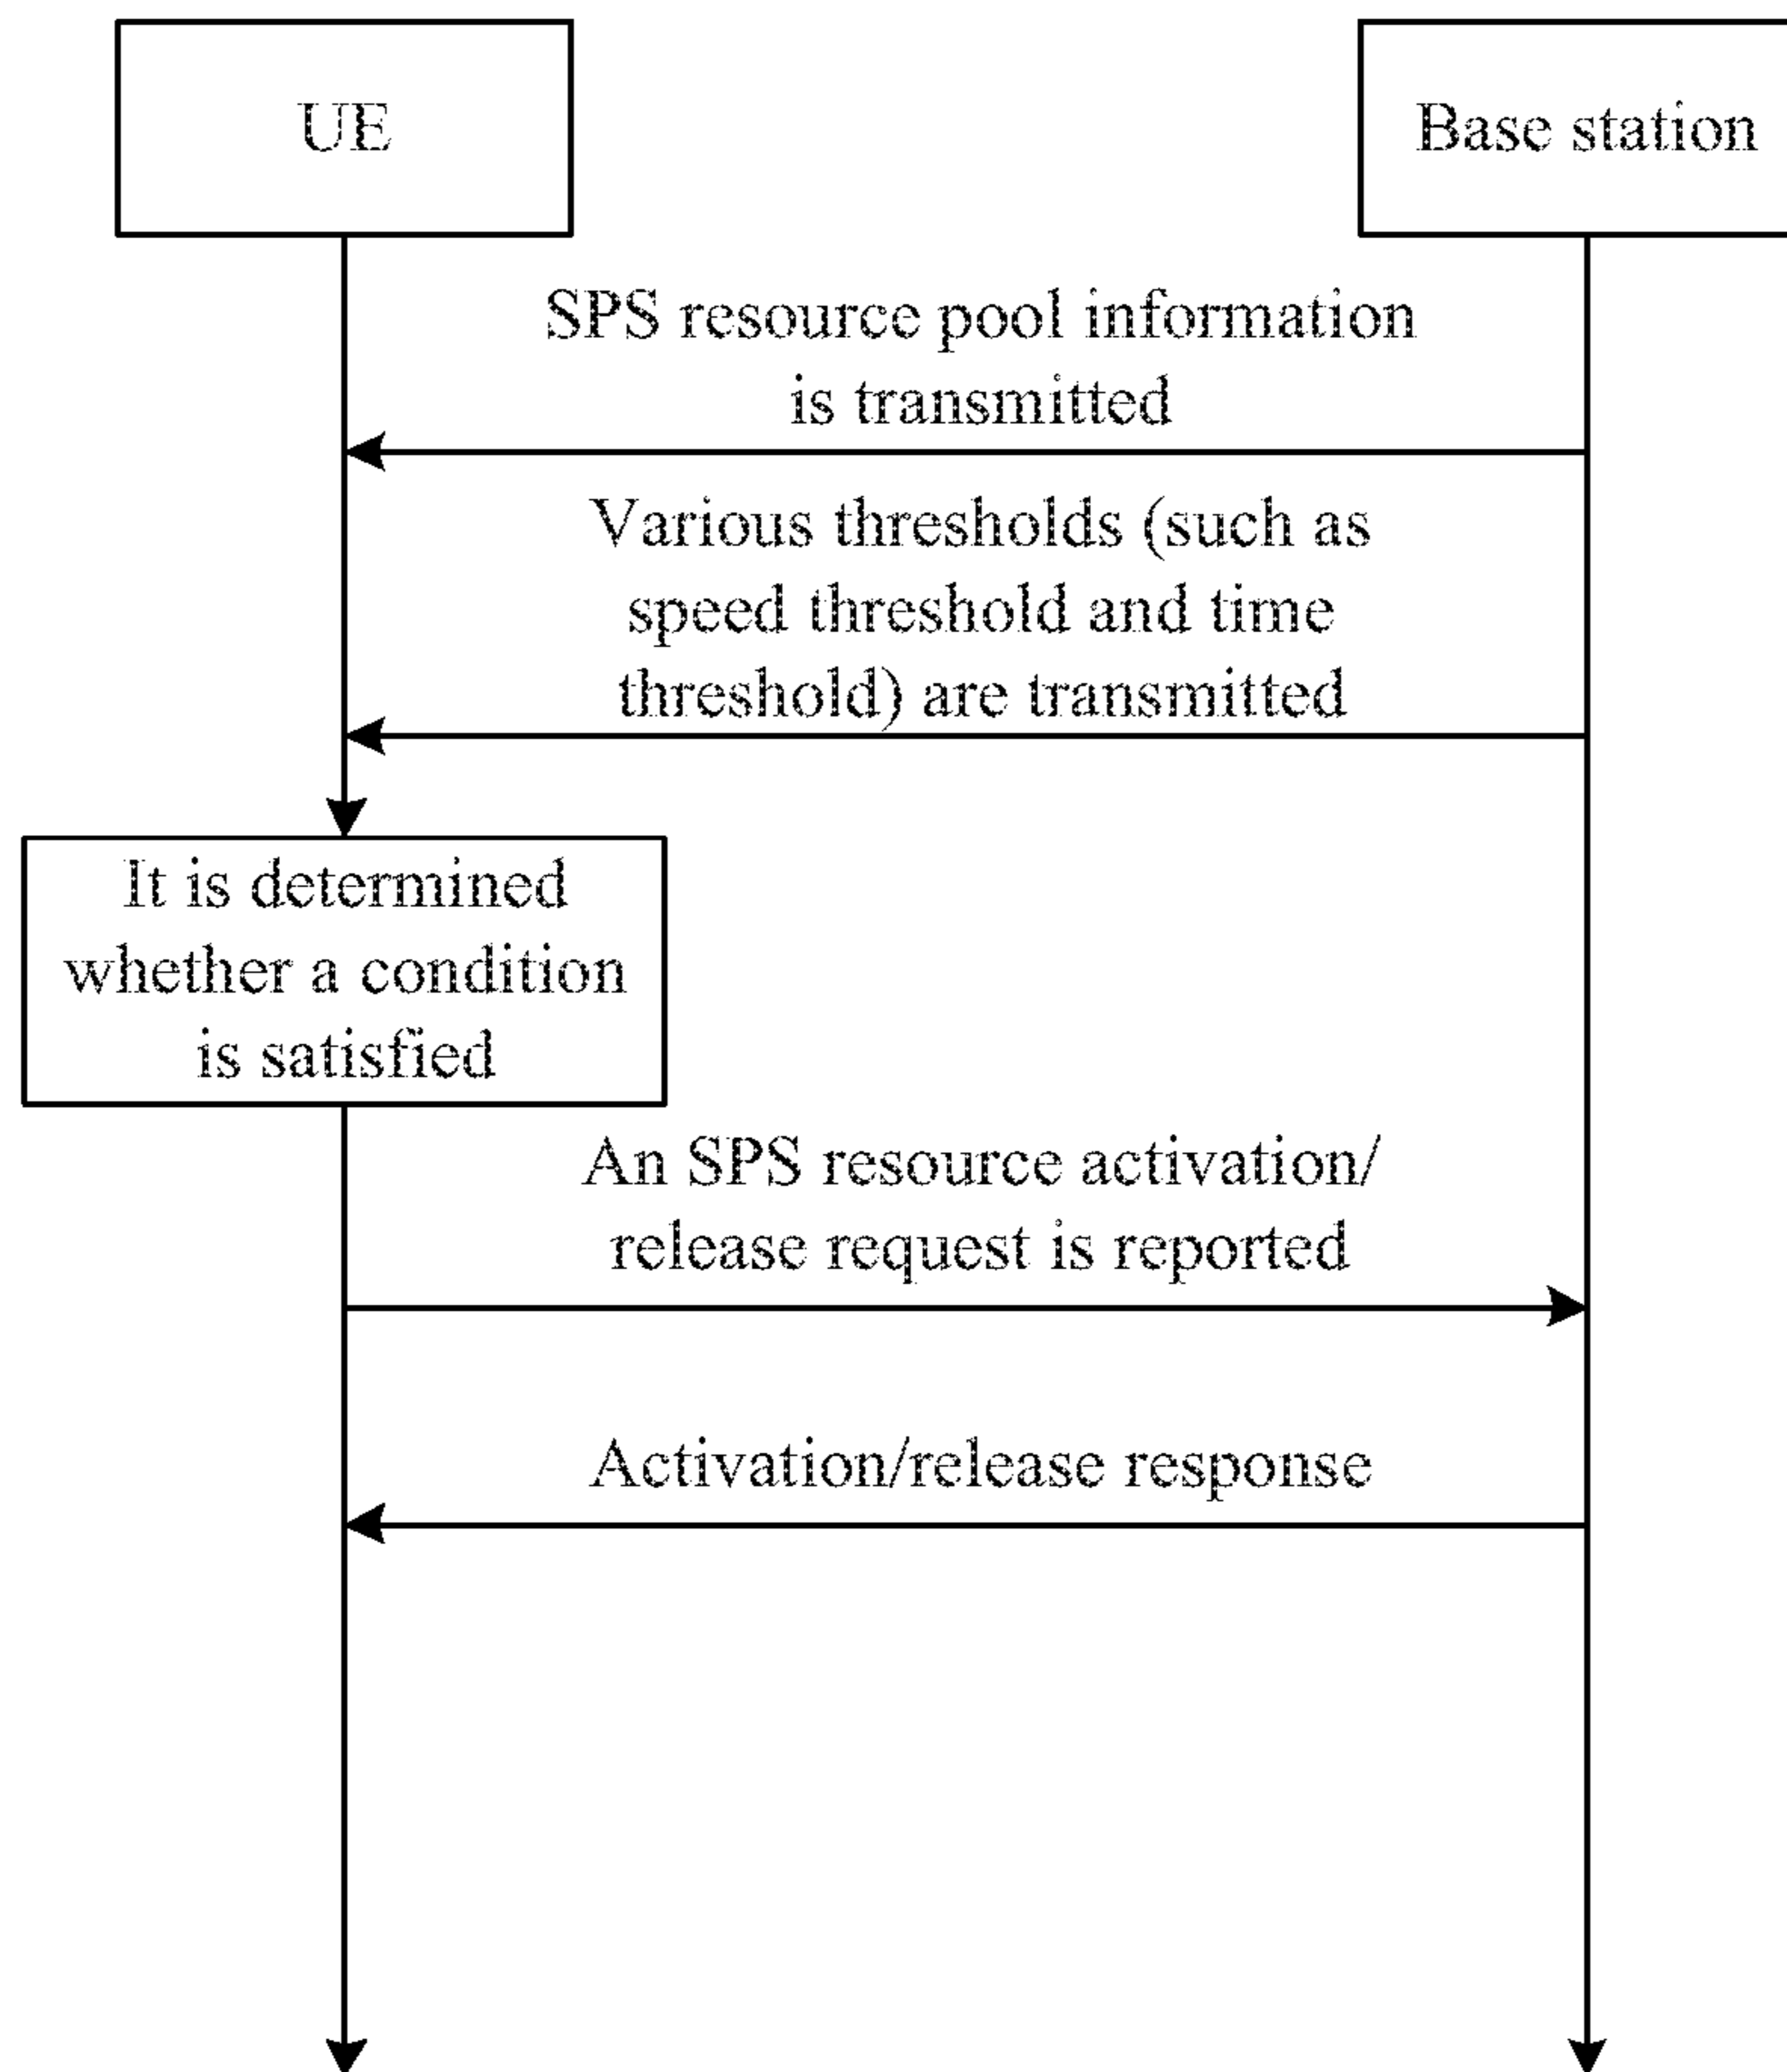 UE
Base station
SPS resource pool information
is transmitted
Various thresholds (such as
speed threshold and time
threshold) are transmitted
It is determined
whether a condition
is satisfied
An SPS resource activation/
release request is reported
Activation/release response